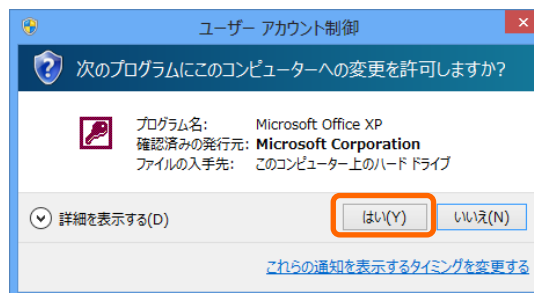 ユーザー アカウント制御
次のプログラムにこのコンピューターへの変更を許可しますか?
プログラム名: Microsoft Office XP
確認済みの発行元: Microsoft Corporation
ファイルの入手先: このコンピューター上のハード ドライブ
詳細を表示する(D) はい(Y) いいえ(N)
これらの通知を表示するタイミングを変更する